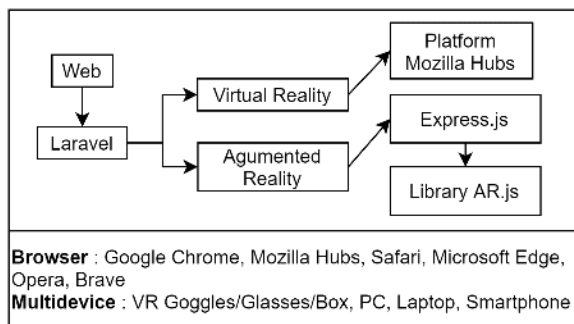 Web
Laravel
Virtual Reality
Agumented
Reality
Platform
Mozilla Hubs
Express.js
Library AR.js
Browser : Google Chrome, Mozilla Hubs, Safari, Microsoft Edge,
Opera, Brave
Multidevice : VR Goggles/Glasses/Box, PC, Laptop, Smartphone